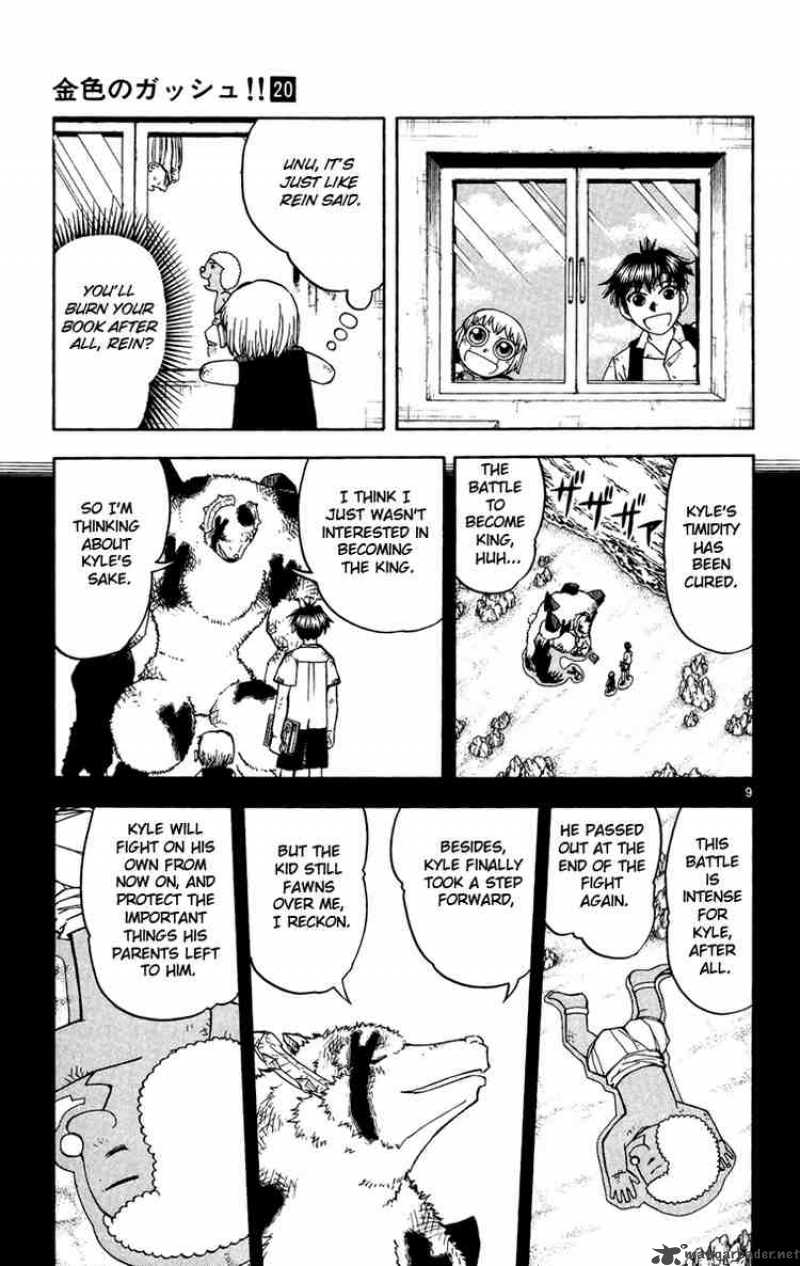 金色のガッシュ!! 20
UNU, IT'S
JUST LIKE
REIN SAID.
YOU'LL
BURN YOUR
BOOK AFTER
ALL, REIN?
KYLE'S
TIMIDITY
HAS
BEEN
CURED.
ザザザ
THE
BATTLE
TO
BECOME
KING,
HUH...
I THINK I
JUST WASN'T
INTERESTED IN
BECOMING
THE KING.
SO I'M
THINKING
ABOUT
KYLE'S
SAKE.
9
THIS
BATTLE
IS
INTENSE
FOR
KYLE,
AFTER
ALL.
HE PASSED
OUT AT THE
END OF THE
FIGHT
AGAIN.
BESIDES,
KYLE FINALLY
TOOK A STEP
FORWARD,
BUT THE
KID STILL
FAWNS
OVER ME,
I RECKON.
KYLE WILL
FIGHT ON HIS
OWN FROM
NOW ON, AND
PROTECT THE
IMPORTANT
THINGS HIS
PARENTS LEFT
TO HIM.
mangareader.net